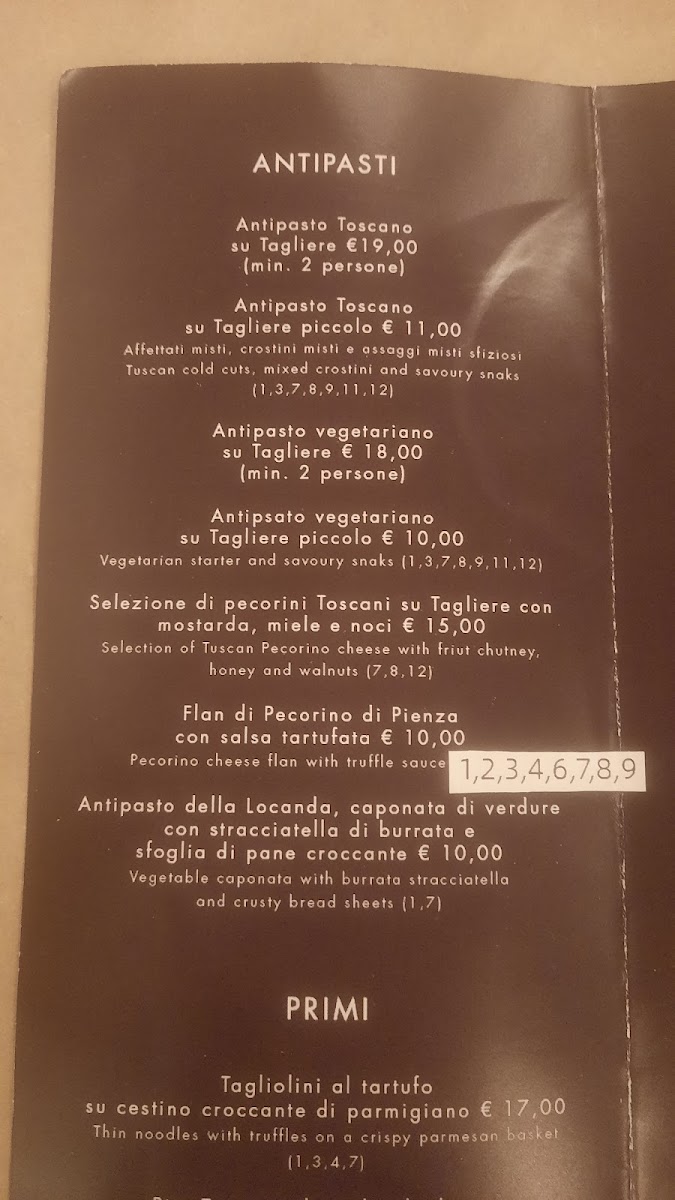 ANTIPASTI
Antipasto Toscano
su Tagliere €19,00
(min. 2 persone)
Antipasto Toscano
su Tagliere piccolo € 11,00
Affettati misti, crostini misti e assaggi misti sfiziosi
Tuscan cold cuts, mixed crostini and savoury snaks
(1,3,7,8,9,11,12)
Antipasto vegetariano
su Tagliere € 18,00
(min. 2 persone)
Antipsato vegetariano
su Tagliere piccolo € 10,00
Vegetarian starter and savoury snaks (1,3,7,8,9,11,12)
Selezione di pecorini Toscani su Tagliere con
mostarda, miele e noci € 15,00
Selection of Tuscan Pecorino cheese with friut chutney,
honey and walnuts (7,8,12)
Flan di Pecorino di Pienza
con salsa tartufata € 10,00
Pecorino cheese flan with truffle sauce 1,2,3,4,6,7,8,9
Antipasto della Locanda, caponata di verdure
con stracciatella di burrata e
sfoglia di pane croccante € 10,00
Vegetable caponata with burrata stracciatella
and crusty bread sheets (1,7)
PRIMI
Tagliolini al tartufo
su cestino croccante di parmigiano € 17,00
Thin noodles with truffles on a crispy parmesan basket
(1,3,4,7)